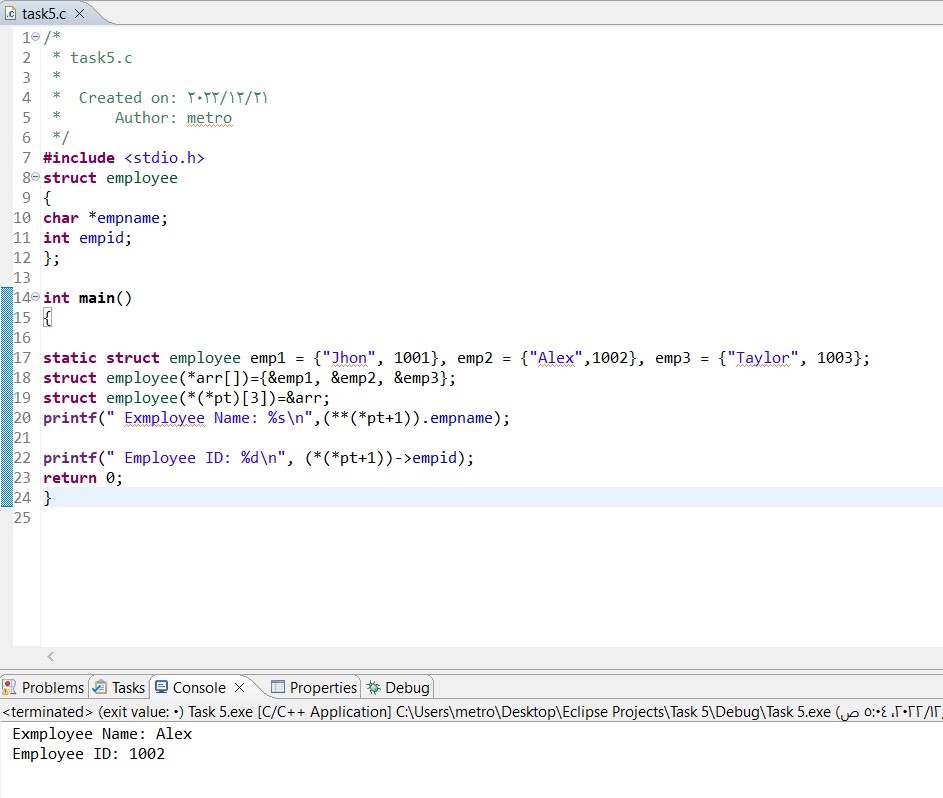 task5.c
1 /*
2 * task5.c
3 *
4 * Created on: ٢٠٢٢/١٢/٢١
5 * Author: metro
6 */
7 #include <stdio.h>
8 struct employee
9 {
10 char *empname;
11 int empid;
12 };
13
14 int main()
15 {
16
17 static struct employee emp1 = {"Jhon", 1001}, emp2 = {"Alex",1002}, emp3 = {"Taylor", 1003};
18 struct employee(*arr[])={&emp1, &emp2, &emp3};
19 struct employee(*(*pt)[3])=&arr;
20 printf(" Exmployee Name: %s\n",(**(*pt+1)).empname);
21
22 printf(" Employee ID: %d\n", (*(*pt+1))->empid);
23 return 0;
24 }
25
Problems Tasks Console Properties Debug
<terminated> (exit value: ٠) Task 5.exe [C/C++ Application] C:\Users\metro\Desktop\Eclipse Projects\Task 5\Debug\Task 5.exe (ص ٥:٠٤ ،٢٠٢٢/١٢/
Exmployee Name: Alex
Employee ID: 1002